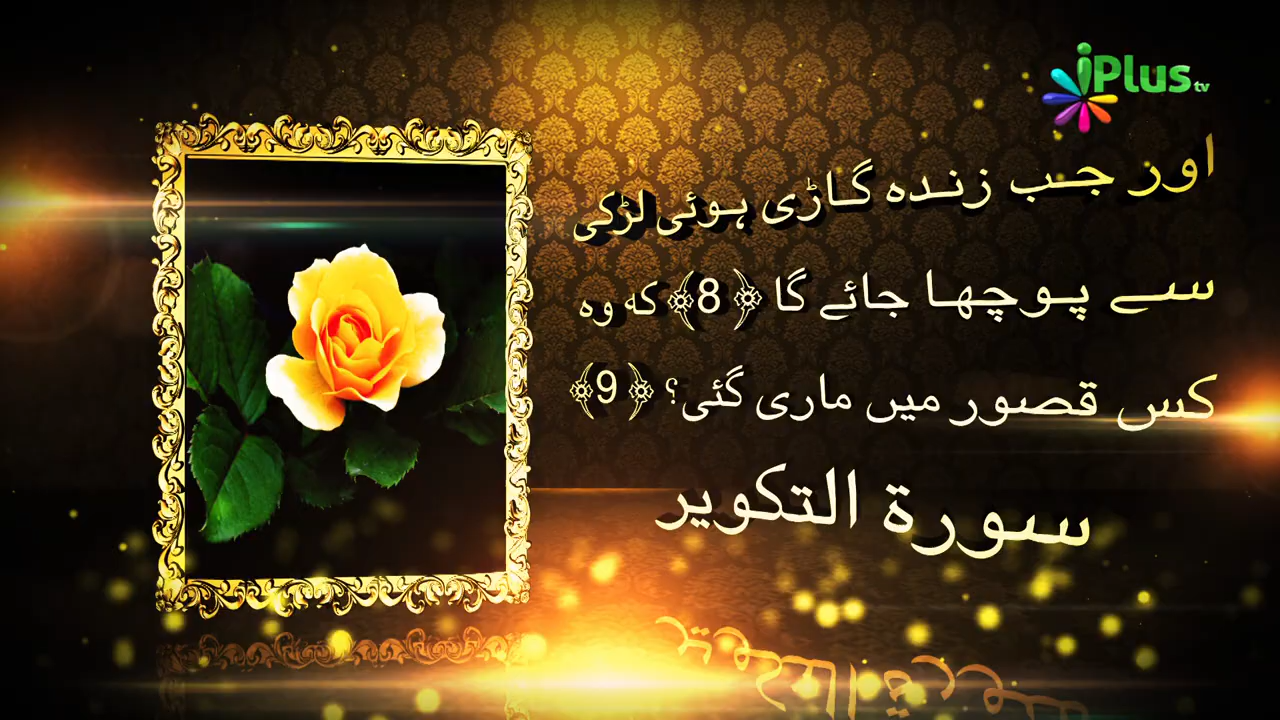 iPlus tv
اور جب زندہ گاڑی ہوئی لڑکی
سے پوچھا جائے گا ﴿8﴾ کہ وہ
کس قصور میں ماری گئی؟ ﴿9﴾
سورۃ التکویر